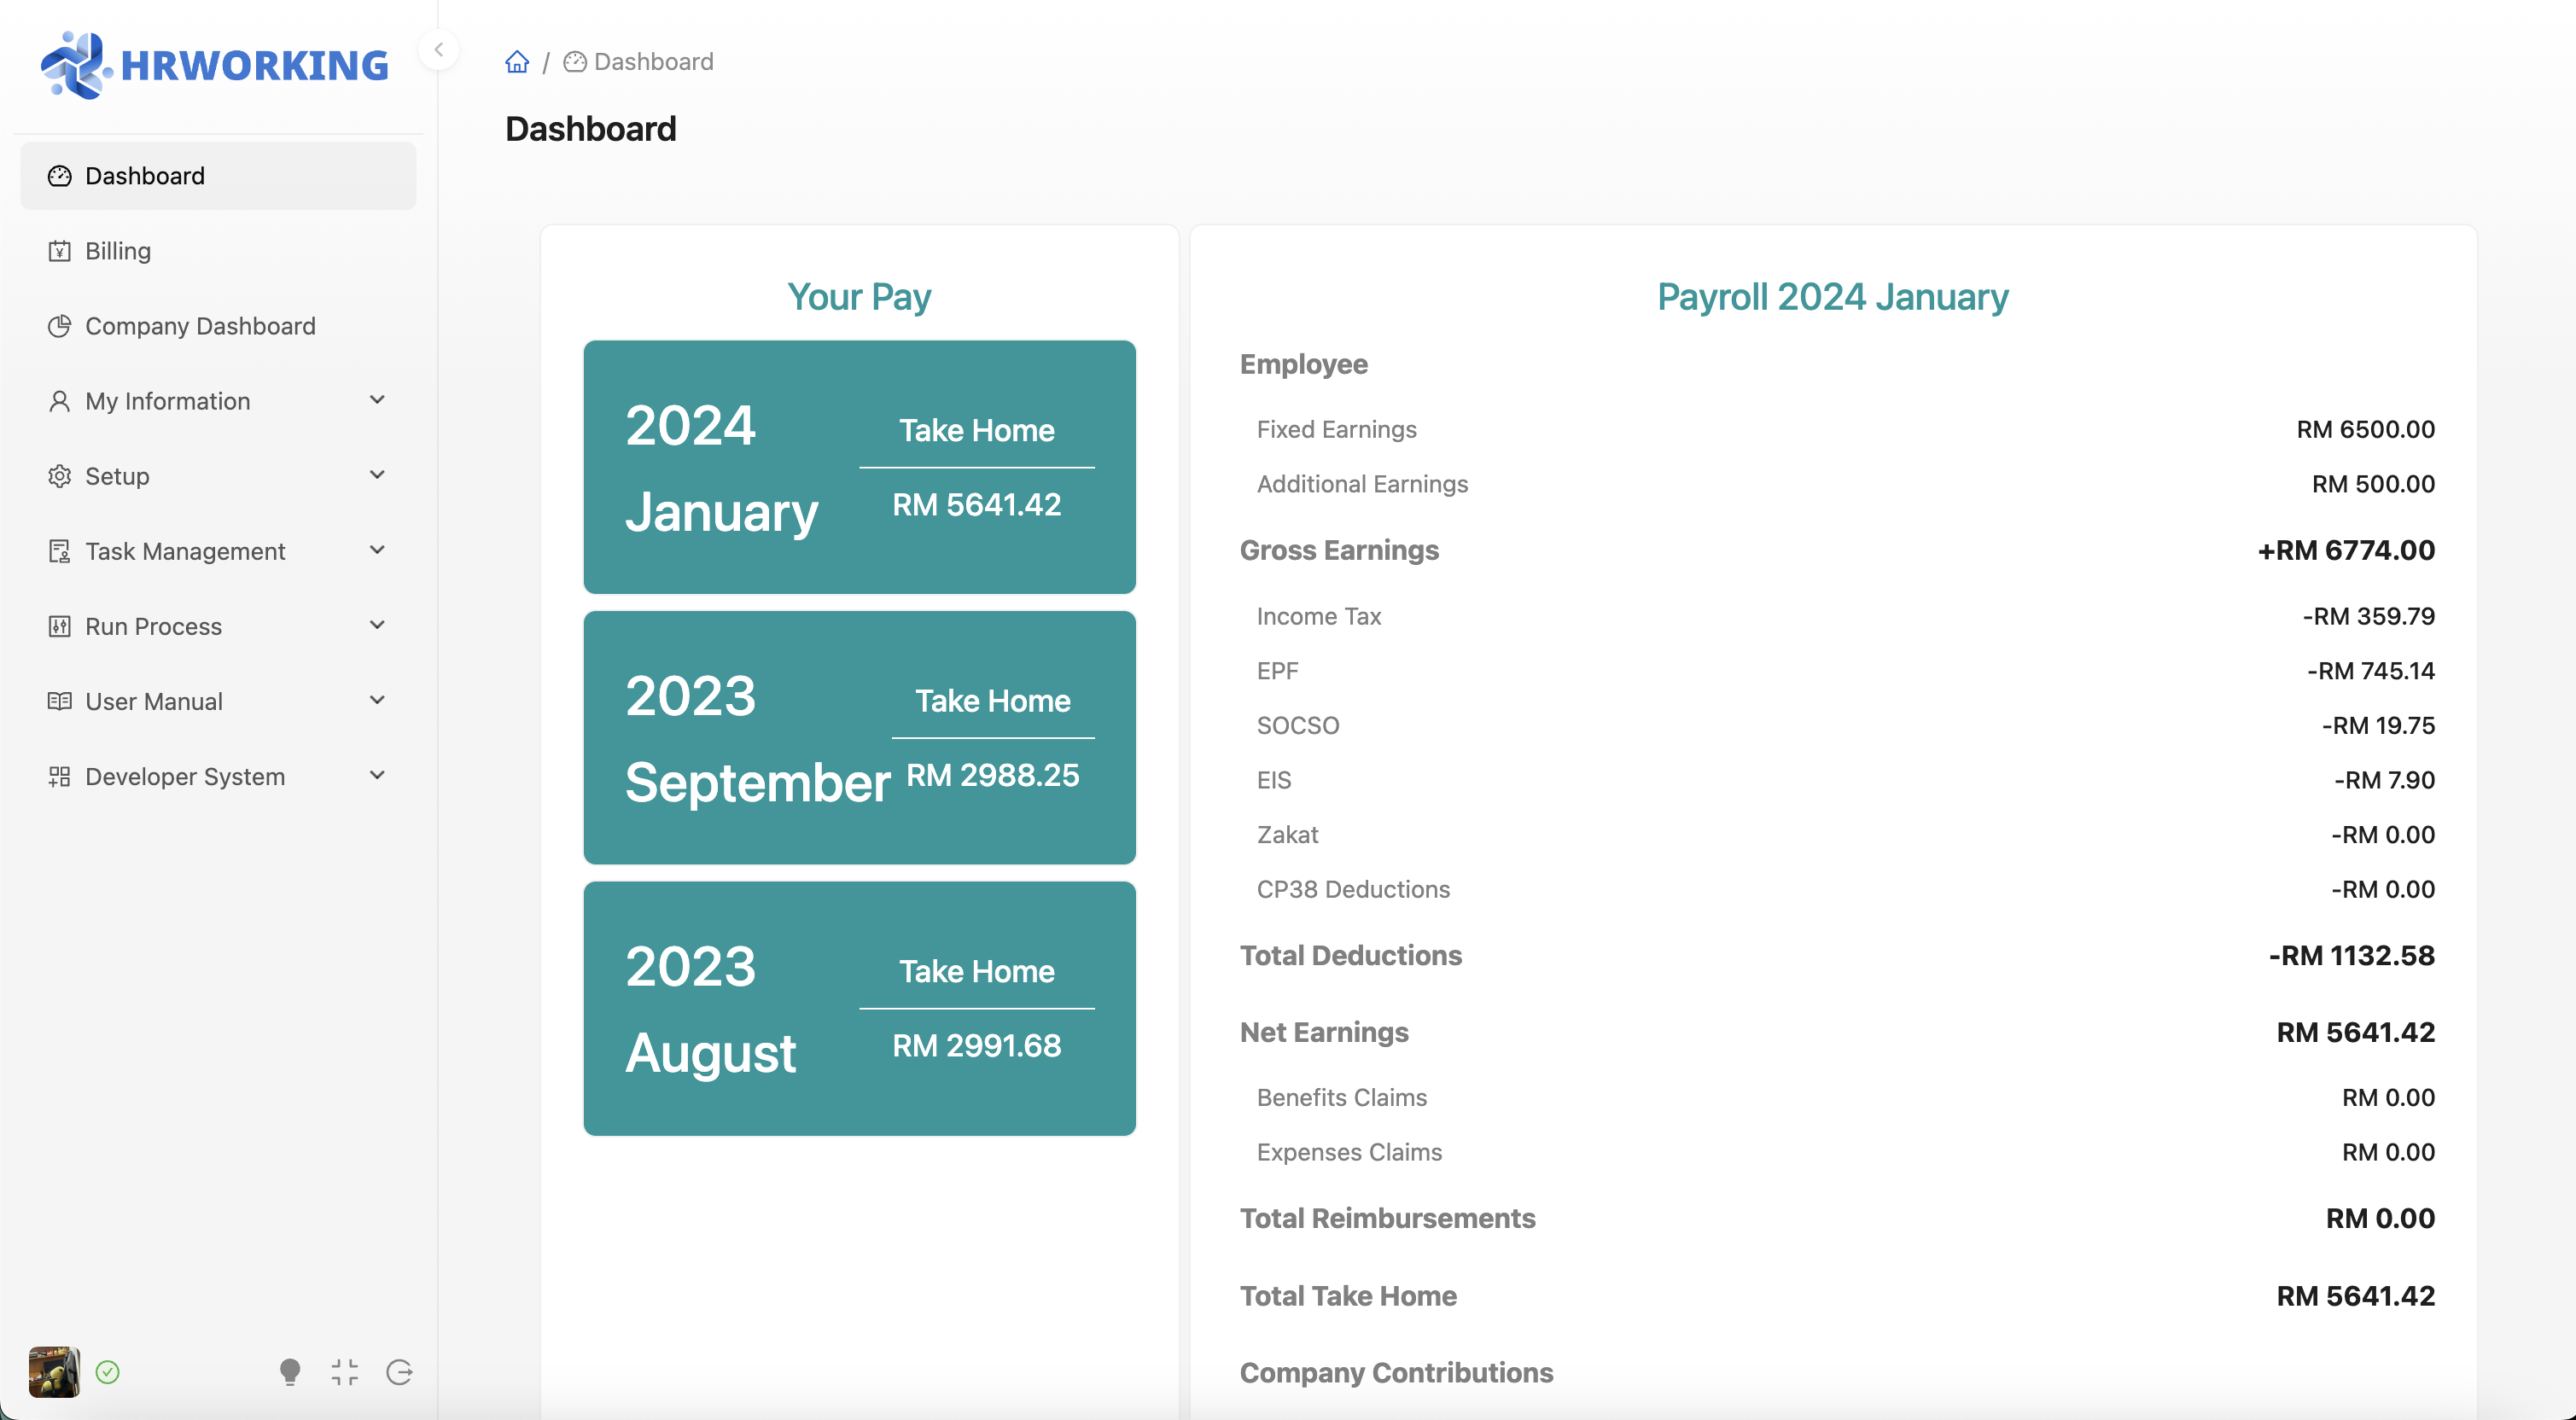 HRWORKING
Dashboard
Billing
Company Dashboard
My Information
Setup
Task Management
Run Process
User Manual
Developer System
/ Dashboard
Dashboard
Your Pay
2024
January
Take Home
RM 5641.42
2023
September
Take Home
RM 2988.25
2023
August
Take Home
RM 2991.68
Payroll 2024 January
Employee
Fixed Earnings RM 6500.00
Additional Earnings RM 500.00
Gross Earnings +RM 6774.00
Income Tax -RM 359.79
EPF -RM 745.14
SOCSO -RM 19.75
EIS -RM 7.90
Zakat -RM 0.00
CP38 Deductions -RM 0.00
Total Deductions -RM 1132.58
Net Earnings RM 5641.42
Benefits Claims RM 0.00
Expenses Claims RM 0.00
Total Reimbursements RM 0.00
Total Take Home RM 5641.42
Company Contributions